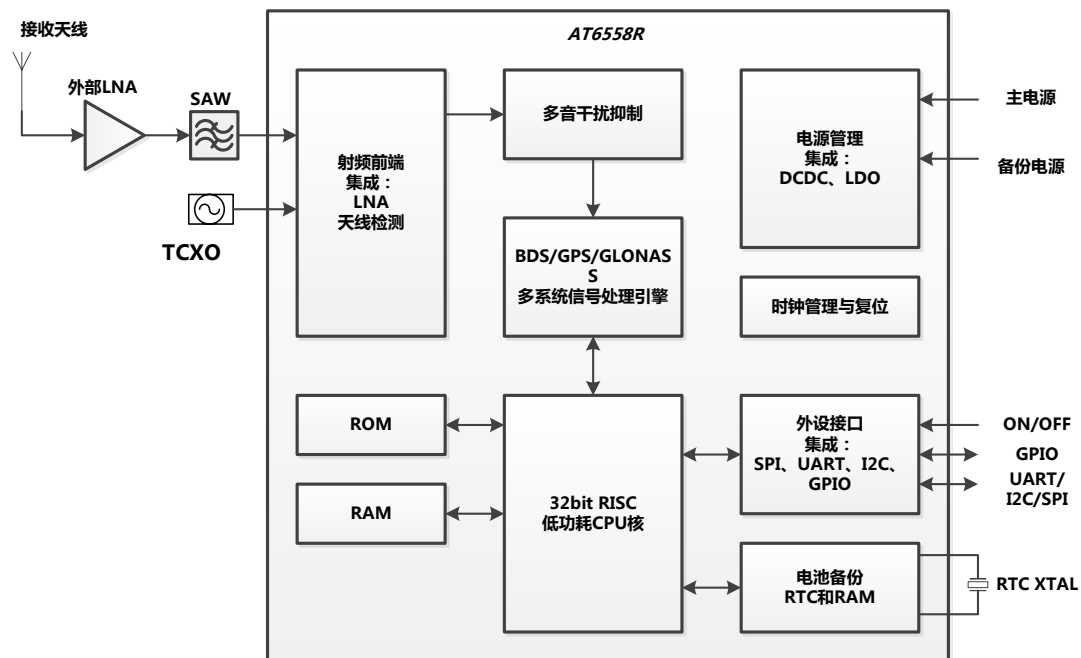 AT6558R
接收天线
外部LNA
SAW
TCXO
射频前端
集成：
LNA
天线检测
多音干扰抑制
BDS/GPS/GLONAS
S
多系统信号处理引擎
电源管理
集成：
DCDC、LDO
主电源
备份电源
时钟管理与复位
ROM
RAM
32bit RISC
低功耗CPU核
外设接口
集成：
SPI、UART、I2C、
GPIO
ON/OFF
GPIO
UART/
I2C/SPI
电池备份
RTC和RAM
RTC XTAL